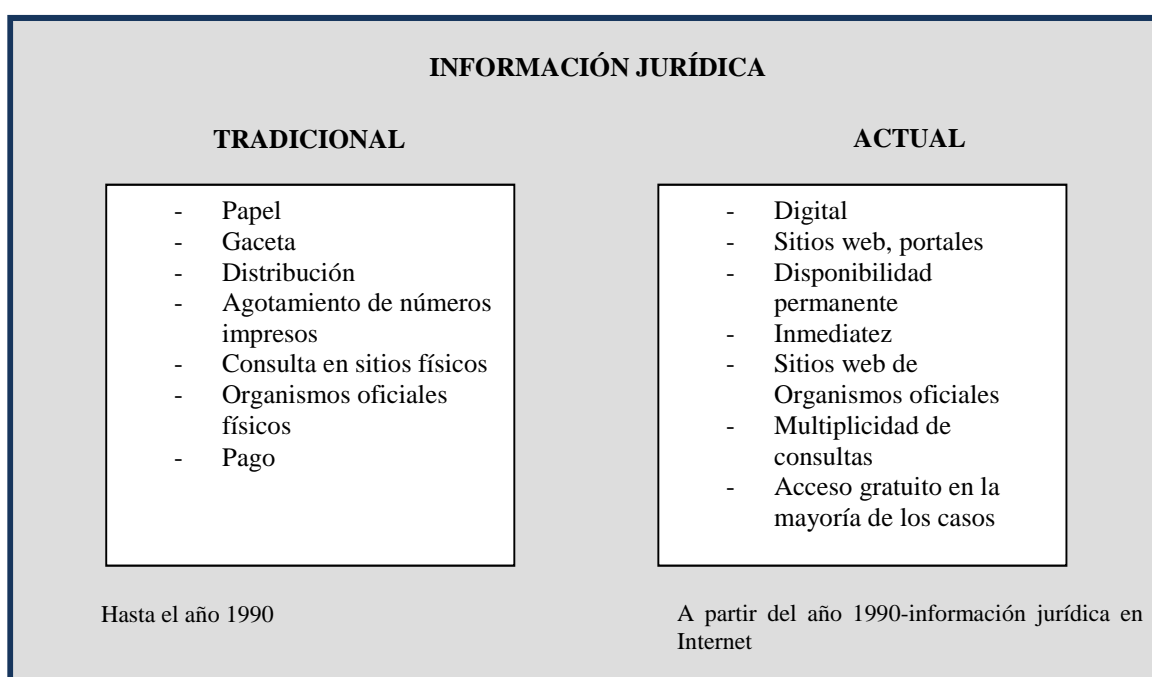 INFORMACIÓN JURÍDICA
TRADICIONAL
- Papel
- Gaceta
- Distribución
- Agotamiento de números
impresos
- Consulta en sitios físicos
- Organismos oficiales
físicos
- Pago
Hasta el año 1990
ACTUAL
- Digital
- Sitios web, portales
- Disponibilidad
permanente
- Inmediatez
- Sitios web de
Organismos oficiales
- Multiplicidad de
consultas
- Acceso gratuito en la
mayoría de los casos
A partir del año 1990-información jurídica en
Internet